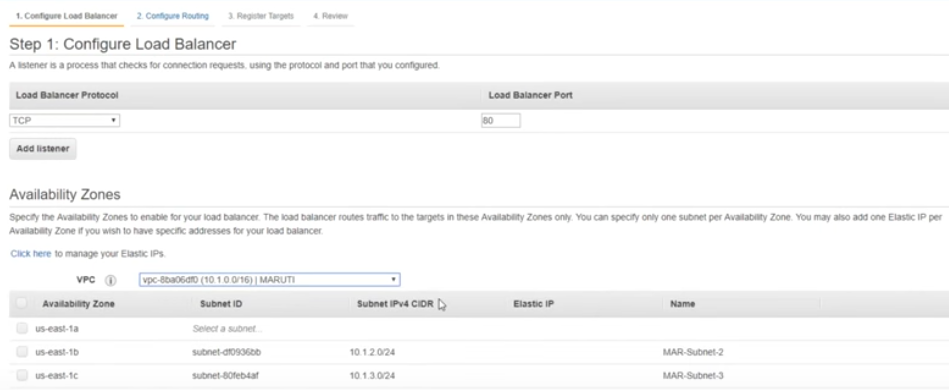 1. Configure Load Balancer 2. Configure Routing 3. Register Targets 4. Review
Step 1: Configure Load Balancer
A listener is a process that checks for connection requests, using the protocol and port that you configured.
Load Balancer Protocol Load Balancer Port
TCP 80
Add listener
Availability Zones
Specify the Availability Zones to enable for your load balancer. The load balancer routes traffic to the targets in these Availability Zones only. You can specify only one subnet per Availability Zone. You may also add one Elastic IP per
Availability Zone if you wish to have specific addresses for your load balancer.
Click here to manage your Elastic IPs.
VPC i vpc-8ba06df0 (10.1.0.0/16) | MARUTI
Availability Zone Subnet ID Subnet IPv4 CIDR Elastic IP Name
us-east-1a Select a subnet...
us-east-1b subnet-df0936bb 10.1.2.0/24 MAR-Subnet-2
us-east-1c subnet-80feb4af 10.1.3.0/24 MAR-Subnet-3